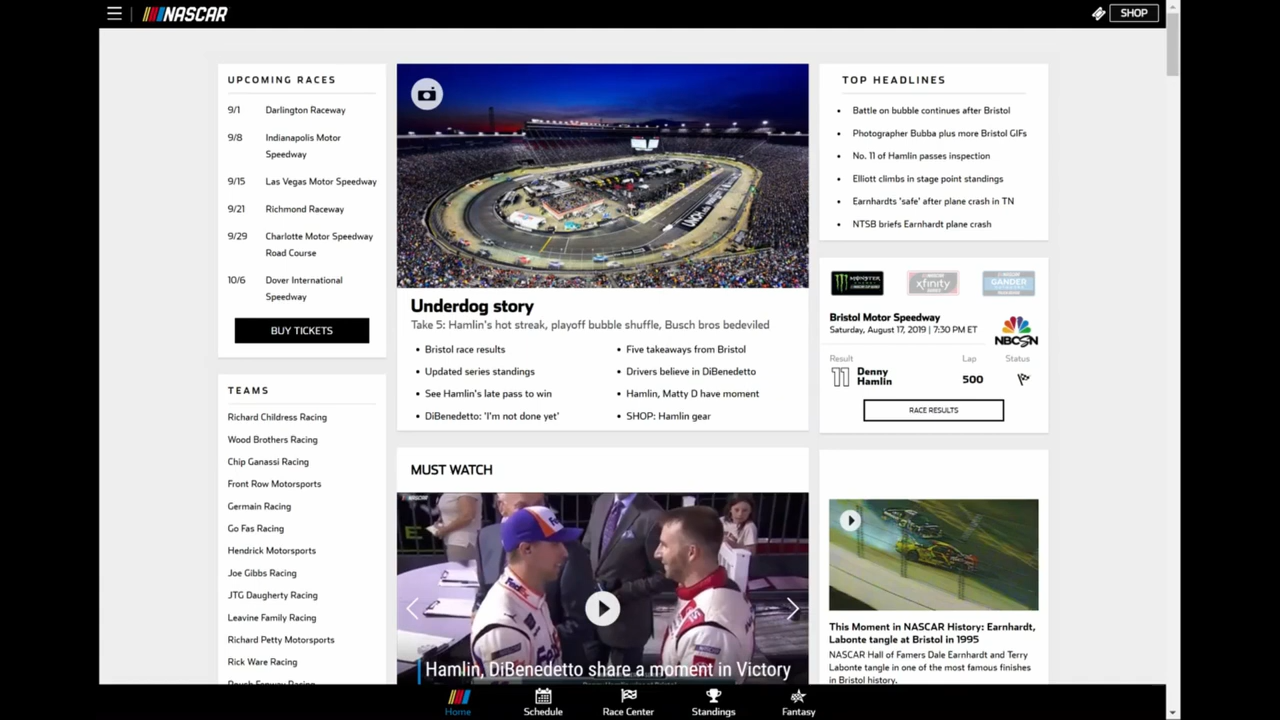 NASCAR
SHOP
UPCOMING RACES
9/1 Darlington Raceway
9/8 Indianapolis Motor
Speedway
9/15 Las Vegas Motor Speedway
9/21 Richmond Raceway
9/29 Charlotte Motor Speedway
Road Course
10/6 Dover International
Speedway
BUY TICKETS
TEAMS
Richard Childress Racing
Wood Brothers Racing
Chip Ganassi Racing
Front Row Motorsports
Germain Racing
Go Fas Racing
Hendrick Motorsports
Joe Gibbs Racing
JTG Daugherty Racing
Leavine Family Racing
Richard Petty Motorsports
Rick Ware Racing
Underdog story
Take 5: Hamlin's hot streak, playoff bubble shuffle, Busch bros bedeviled
• Bristol race results
• Updated series standings
• See Hamlin's late pass to win
• DiBenedetto: 'I'm not done yet'
• Five takeaways from Bristol
• Drivers believe in DiBenedetto
• Hamlin, Matty D have moment
• SHOP: Hamlin gear
MUST WATCH
NASCAR
FedEx
Hamlin, DiBenedetto share a moment in Victory
TOP HEADLINES
• Battle on bubble continues after Bristol
• Photographer Bubba plus more Bristol GIFs
• No. 11 of Hamlin passes inspection
• Elliott climbs in stage point standings
• Earnhardts 'safe' after plane crash in TN
• NTSB briefs Earnhardt plane crash
MONSTER
xfinity
NASCAR
GANDER
Bristol Motor Speedway
Saturday, August 17, 2019 | 7:30 PM ET
NBCSN
Result Lap Status
11 Denny
Hamlin 500
RACE RESULTS
This Moment in NASCAR History: Earnhardt,
Labonte tangle at Bristol in 1995
NASCAR Hall of Famers Dale Earnhardt and Terry
Labonte tangle in one of the most famous finishes
in Bristol history.
Home
Schedule
Race Center
Standings
Fantasy